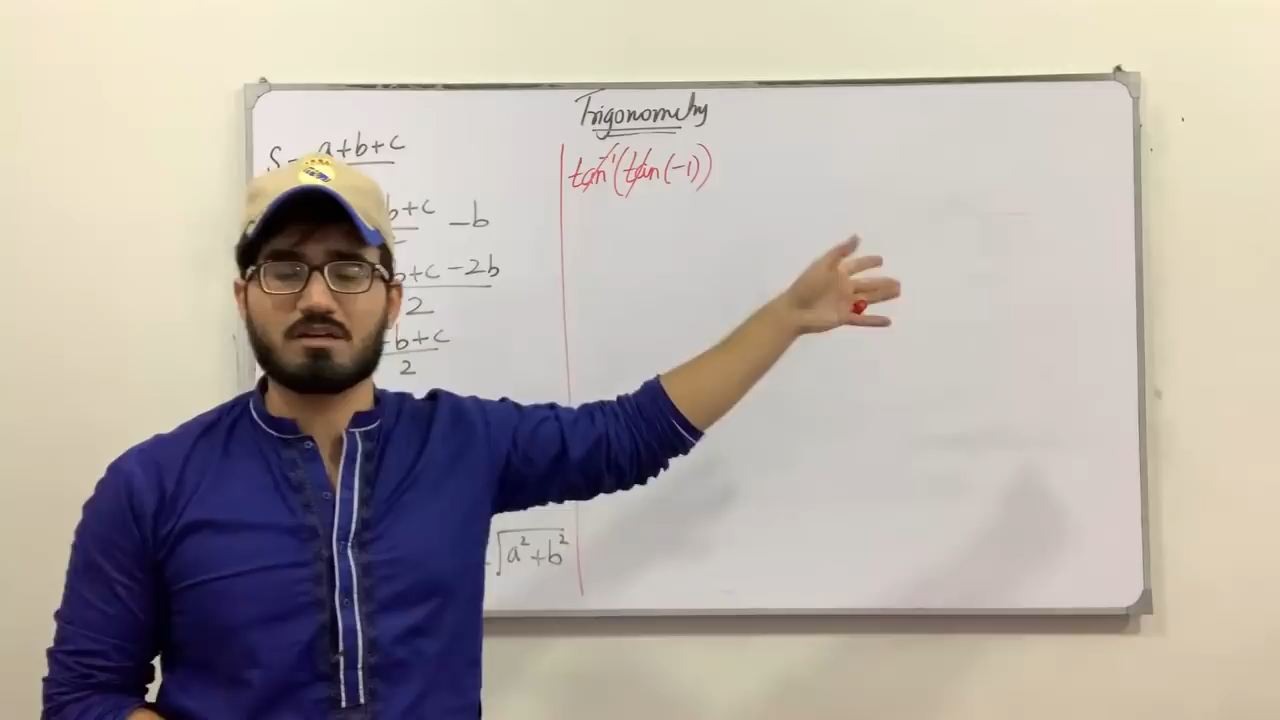 Trigonometry
S = a+b+c
b+c - b
b+c - 2b
2
b+c
2
√a²+b²
tan⁻¹(tan(-1))